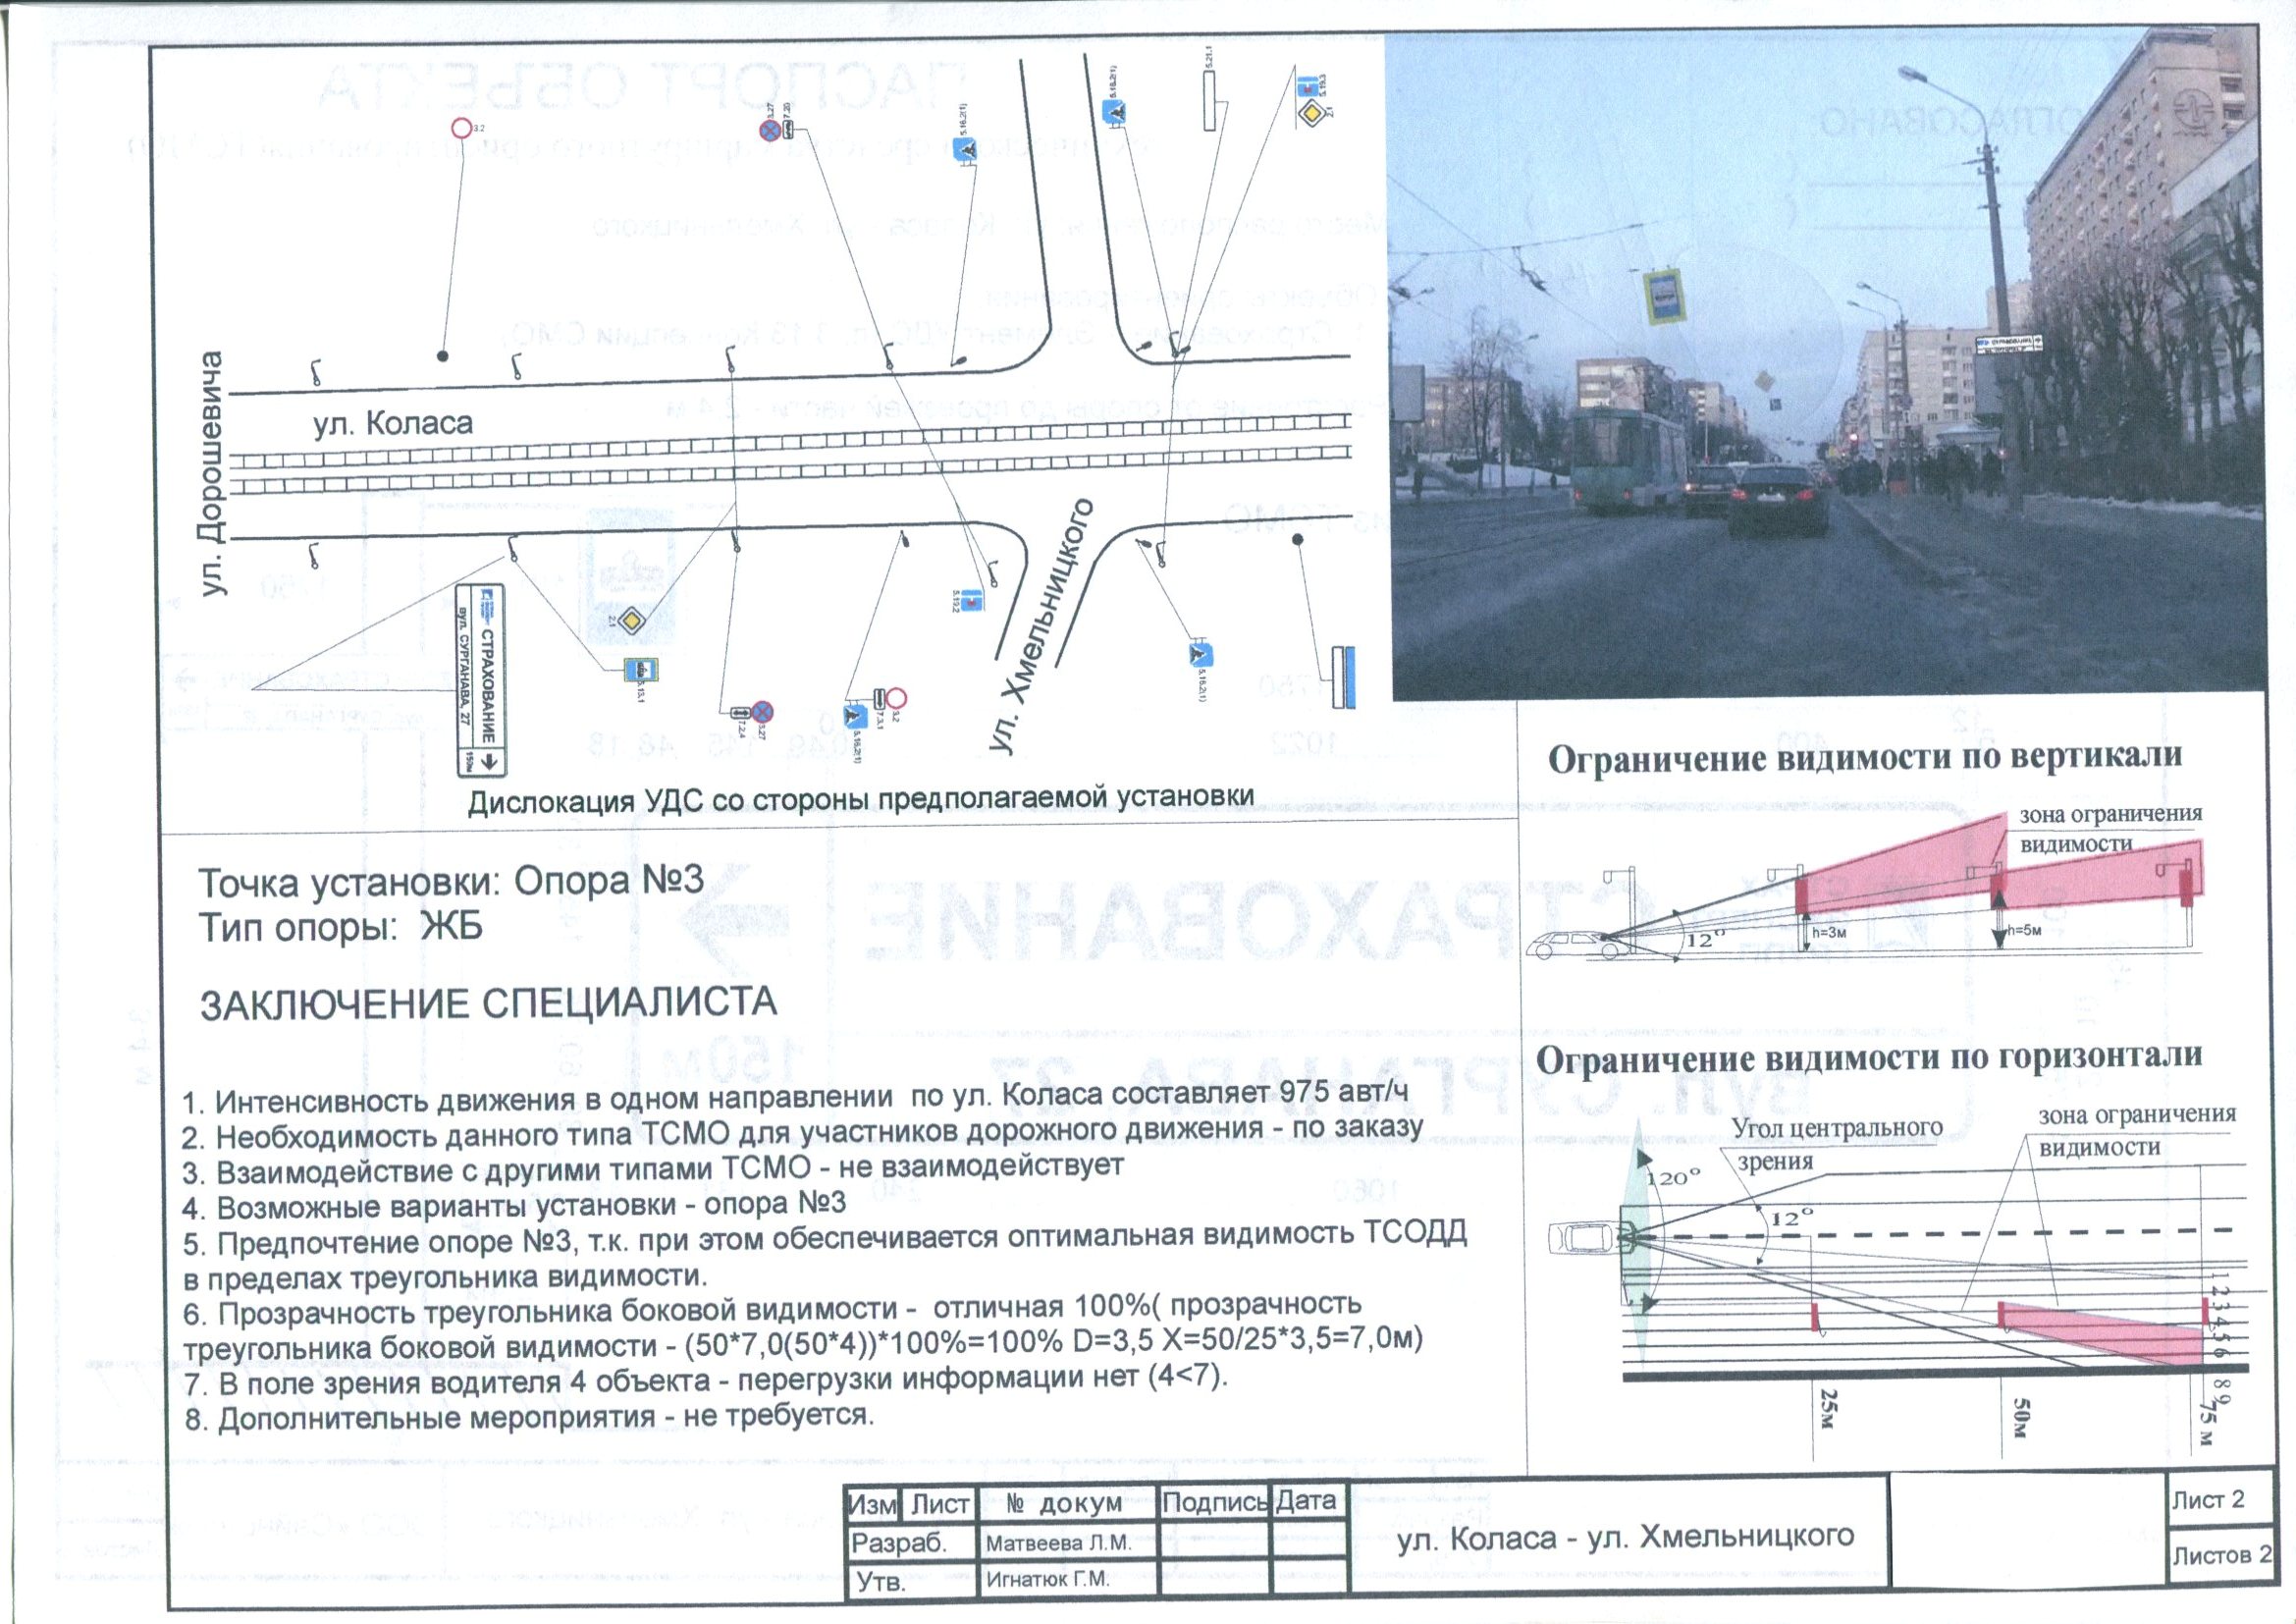 3.2
3.27
7.20
5.16.2(1)
5.16.2(1)
5.21.1
5.19.3
2.1
ул. Дорошевича
ул. Коласа
ул. Хмельницкого
СТРАХОВАНИЕ
вул. СУРГАНАВА, 27
150м
2.1
5.13.1
7.2.4
3.27
5.16.2(1)
7.3.1
3.2
5.19.2
5.16.2(1)
Дислокация УДС со стороны предполагаемой установки
Точка установки: Опора №3
Тип опоры: ЖБ
ЗАКЛЮЧЕНИЕ СПЕЦИАЛИСТА
1. Интенсивность движения в одном направлении по ул. Коласа составляет 975 авт/ч
2. Необходимость данного типа ТСМО для участников дорожного движения - по заказу
3. Взаимодействие с другими типами ТСМО - не взаимодействует
4. Возможные варианты установки - опора №3
5. Предпочтение опоре №3, т.к. при этом обеспечивается оптимальная видимость ТСОДД
в пределах треугольника видимости.
6. Прозрачность треугольника боковой видимости - отличная 100%( прозрачность
треугольника боковой видимости - (50*7,0(50*4))*100%=100% D=3,5 X=50/25*3,5=7,0м)
7. В поле зрения водителя 4 объекта - перегрузки информации нет (4<7).
8. Дополнительные мероприятия - не требуется.
Ограничение видимости по вертикали
зона ограничения
видимости
12°
h=3м
h=5м
Ограничение видимости по горизонтали
Угол центрального
зрения
зона ограничения
видимости
120°
12°
1 2 3 4 5 6
8 9
25м
50м
75 м
Изм Лист № докум Подпись Дата
Разраб. Матвеева Л.М.
Утв. Игнатюк Г.М.
ул. Коласа - ул. Хмельницкого
Лист 2
Листов 2